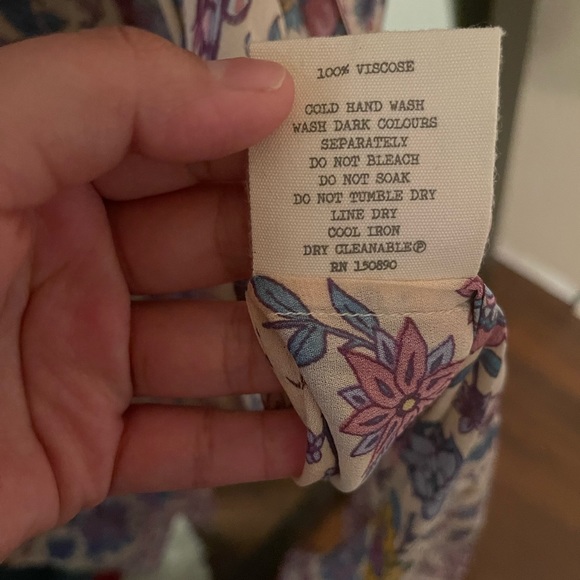 100% VISCOSE
COLD HAND WASH
WASH DARK COLOURS
SEPARATELY
DO NOT BLEACH
DO NOT SOAK
DO NOT TUMBLE DRY
LINE DRY
COOL IRON
DRY CLEANABLEⓅ
RN 150890